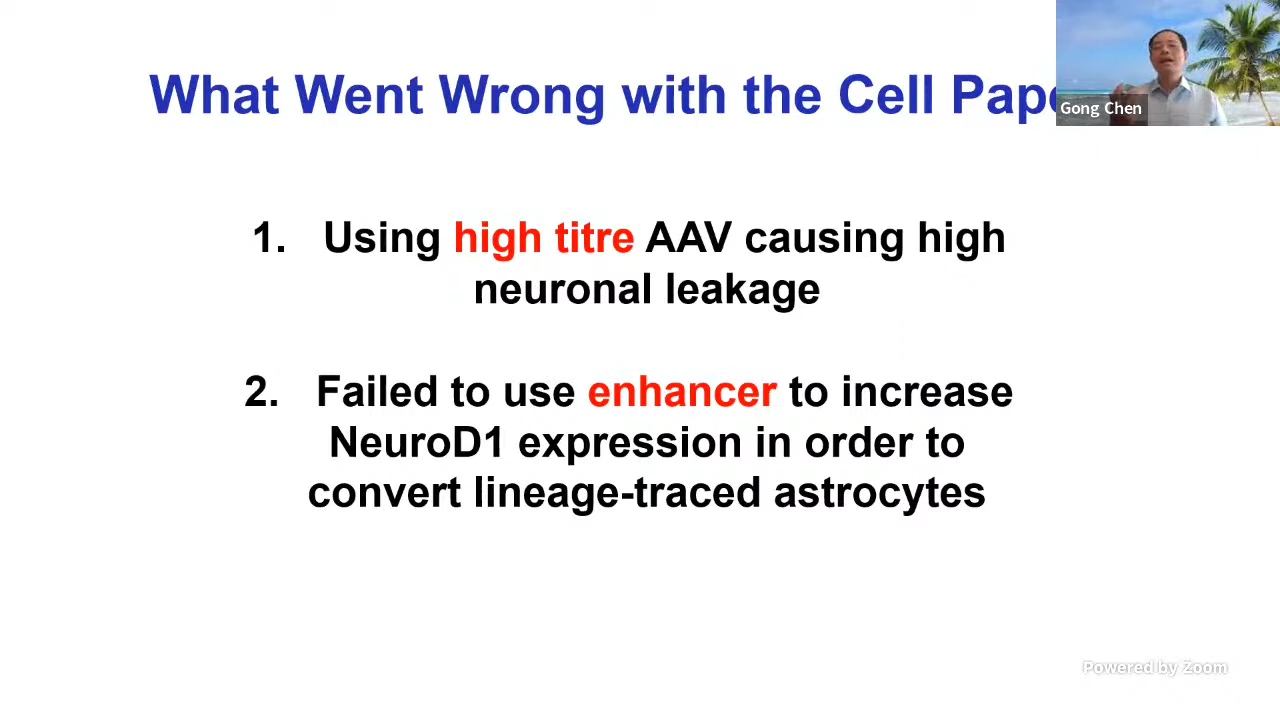 What Went Wrong with the Cell
Gong Chen
1. Using high titre AAV causing high
neuronal leakage
2. Failed to use enhancer to increase
NeuroD1 expression in order to
convert lineage-traced astrocytes
Powered by Zoom